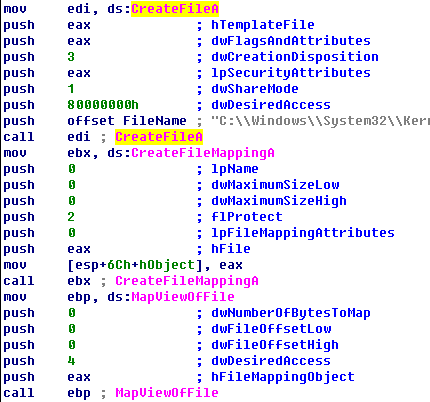 mov edi, ds:CreateFileA
push eax ; hTemplateFile
push eax ; dwFlagsAndAttributes
push 3 ; dwCreationDisposition
push eax ; lpSecurityAttributes
push 1 ; dwShareMode
push 80000000h ; dwDesiredAccess
push offset FileName ; "C:\\Windows\\System32\\Ker
call edi ; CreateFileA
mov ebx, ds:CreateFileMappingA
push 0 ; lpName
push 0 ; dwMaximumSizeLow
push 0 ; dwMaximumSizeHigh
push 2 ; flProtect
push 0 ; lpFileMappingAttributes
push eax ; hFile
mov [esp+6Ch+hObject], eax
call ebx ; CreateFileMappingA
mov ebp, ds:MapViewOfFile
push 0 ; dwNumberOfBytesToMap
push 0 ; dwFileOffsetLow
push 0 ; dwFileOffsetHigh
push 4 ; dwDesiredAccess
push eax ; hFileMappingObject
call ebp ; MapViewOfFile